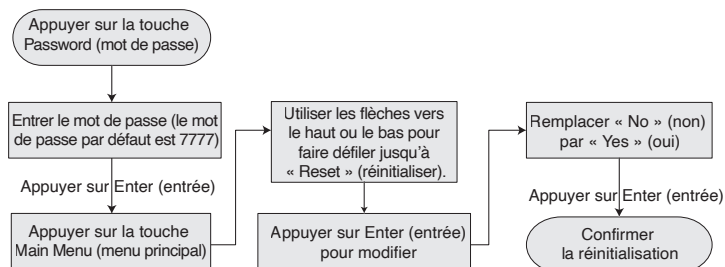 Appuyer sur la touche
Password (mot de passe)
Entrer le mot de passe (le mot
de passe par défaut est 7777)
Appuyer sur Enter (entrée)
Appuyer sur la touche
Main Menu (menu principal)
Utiliser les flèches vers
le haut ou le bas pour
faire défiler jusqu'à
« Reset » (réinitialiser).
Appuyer sur Enter (entrée)
pour modifier
Remplacer « No » (non)
par « Yes » (oui)
Appuyer sur Enter (entrée)
Confirmer
la réinitialisation